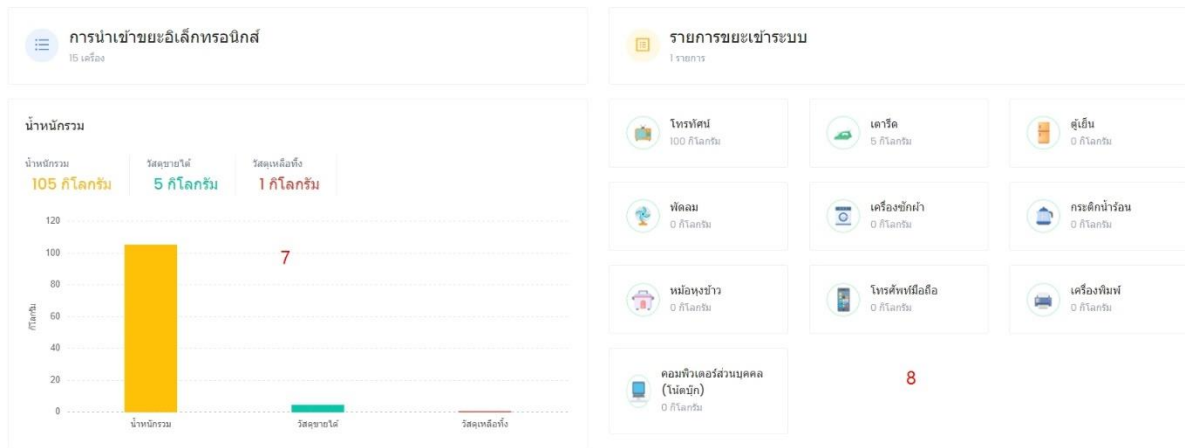 การนำเข้าขยะอิเล็กทรอนิกส์
15 เครื่อง
น้ำหนักรวม
น้ำหนักรวม
105 กิโลกรัม
วัสดุขายได้
5 กิโลกรัม
วัสดุเหลือทิ้ง
1 กิโลกรัม
120
100
80
60
40
20
0
กิโลกรัม
7
น้ำหนักรวม
วัสดุขายได้
วัสดุเหลือทิ้ง
รายการขยะเข้าระบบ
1 รายการ
โทรทัศน์
100 กิโลกรัม
เตารีด
5 กิโลกรัม
ตู้เย็น
0 กิโลกรัม
พัดลม
0 กิโลกรัม
เครื่องซักผ้า
0 กิโลกรัม
กระติกน้ำร้อน
0 กิโลกรัม
หม้อหุงข้าว
0 กิโลกรัม
โทรศัพท์มือถือ
0 กิโลกรัม
เครื่องพิมพ์
0 กิโลกรัม
คอมพิวเตอร์ส่วนบุคคล
(โน้ตบุ๊ก)
0 กิโลกรัม
8